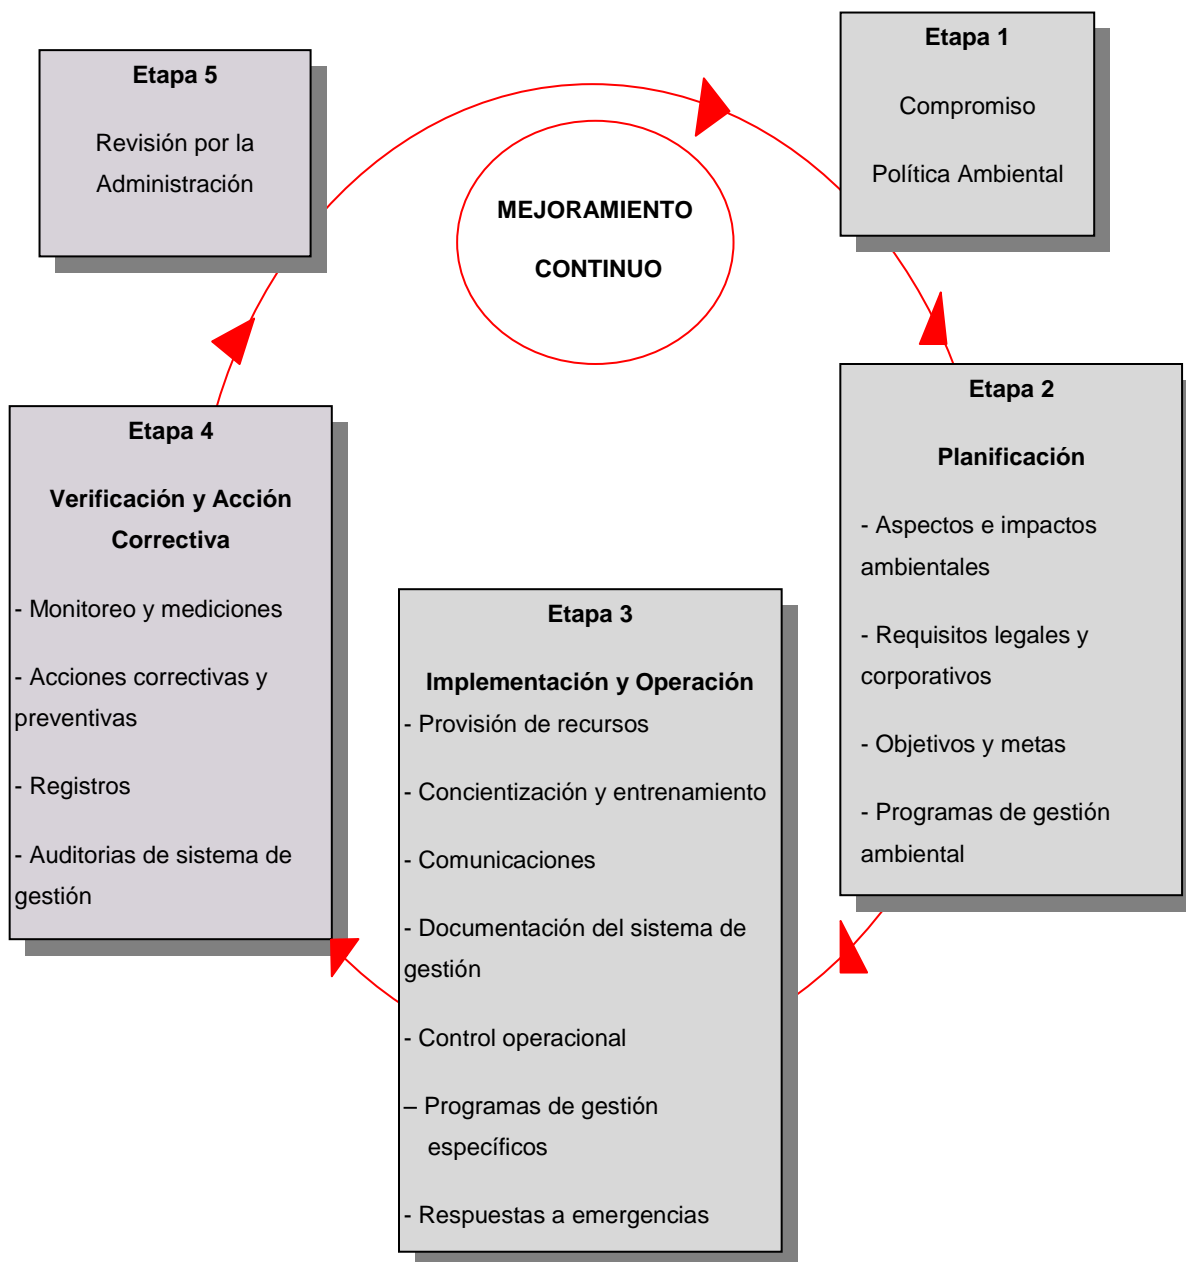 Etapa 1
Compromiso
Política Ambiental
Etapa 5
Revisión por la
Administración
MEJORAMIENTO
CONTINUO
Etapa 2
Planificación
- Aspectos e impactos
ambientales
- Requisitos legales y
corporativos
- Objetivos y metas
- Programas de gestión
ambiental
Etapa 4
Verificación y Acción
Correctiva
- Monitoreo y mediciones
- Acciones correctivas y
preventivas
- Registros
- Auditorias de sistema de
gestión
Etapa 3
Implementación y Operación
- Provisión de recursos
- Concientización y entrenamiento
- Comunicaciones
- Documentación del sistema de
gestión
- Control operacional
– Programas de gestión
específicos
- Respuestas a emergencias